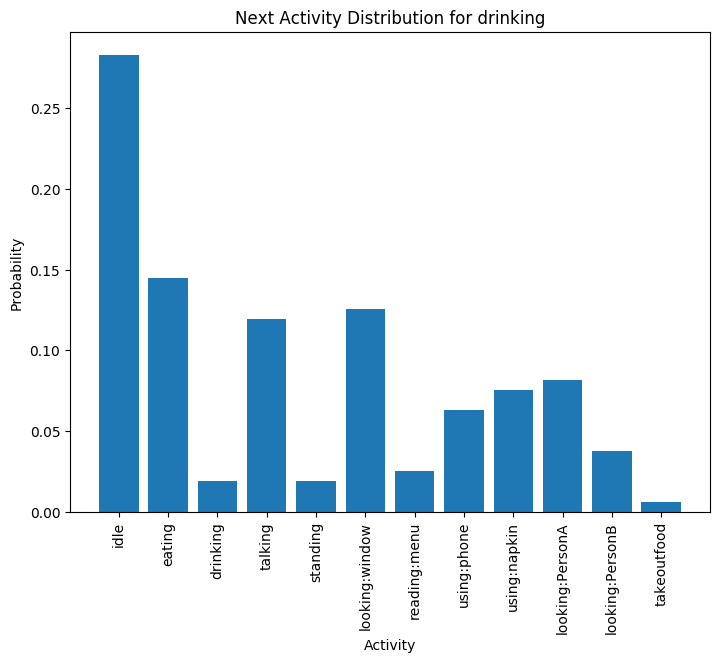 Next Activity Distribution for drinking
Probability
0.25
0.20
0.15
0.10
0.05
0.00
idle
eating
drinking
talking
standing
looking:window
reading:menu
using:phone
using:napkin
looking:PersonA
looking:PersonB
takeoutfood
Activity